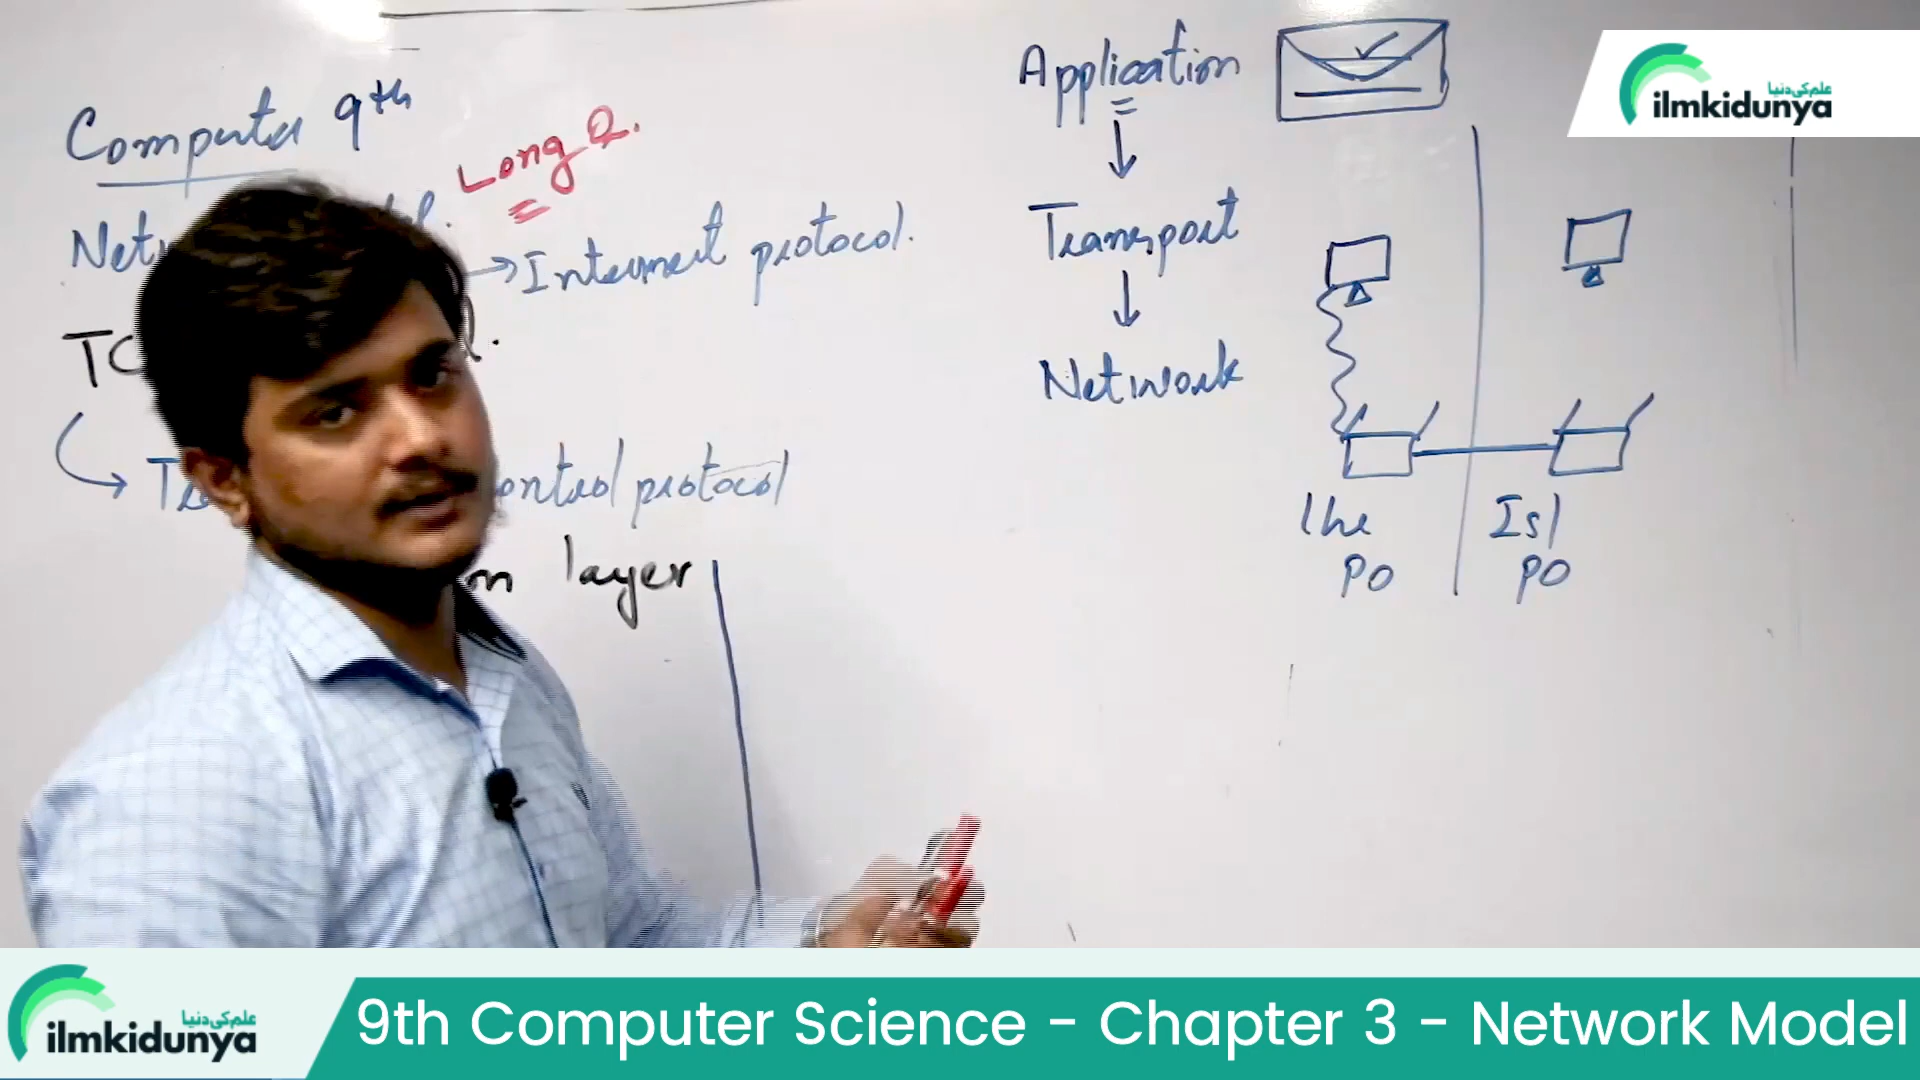 Computer 9th
Long Q.
Internet protocol.
TC
control protocol
layer
Application
Transport
Network
lhe
PO
Isl
PO
علم کی دنیا
ilmkidunya
علم کی دنیا
ilmkidunya
9th Computer Science - Chapter 3 - Network Model